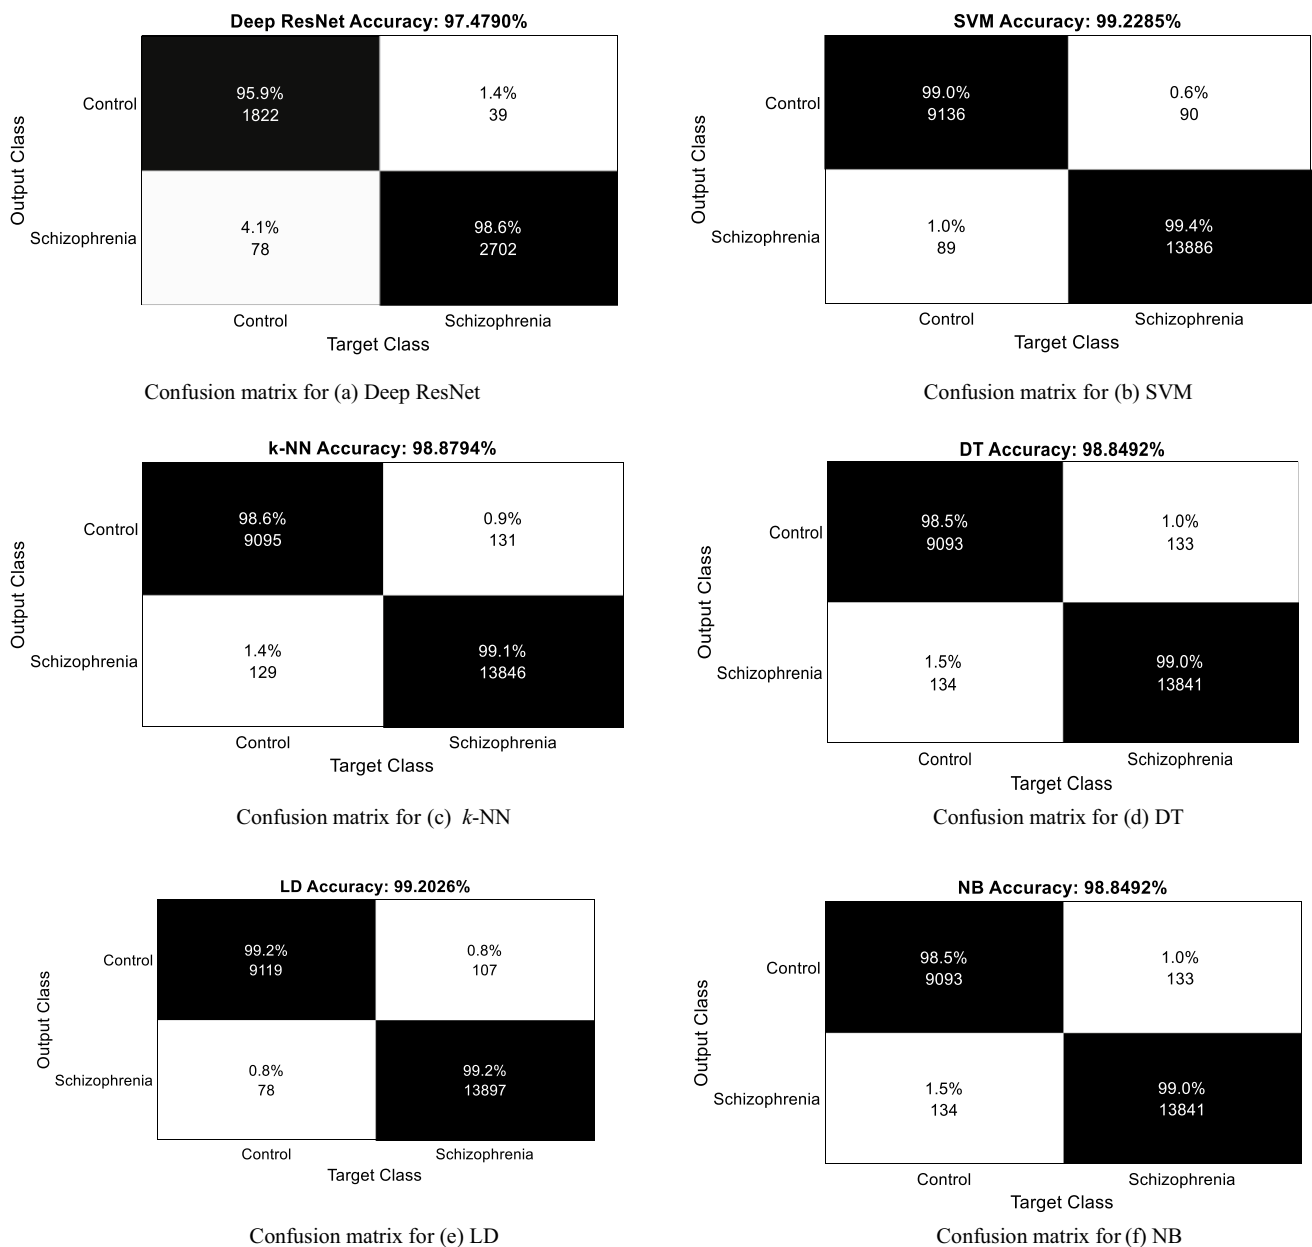 Deep ResNet Accuracy: 97.4790%
Output Class
Control
95.9%
1822
1.4%
39
Schizophrenia
4.1%
78
98.6%
2702
Control
Schizophrenia
Target Class
Confusion matrix for (a) Deep ResNet
SVM Accuracy: 99.2285%
Output Class
Control
99.0%
9136
0.6%
90
Schizophrenia
1.0%
89
99.4%
13886
Control
Schizophrenia
Target Class
Confusion matrix for (b) SVM
k-NN Accuracy: 98.8794%
Output Class
Control
98.6%
9095
0.9%
131
Schizophrenia
1.4%
129
99.1%
13846
Control
Schizophrenia
Target Class
Confusion matrix for (c) k-NN
DT Accuracy: 98.8492%
Output Class
Control
98.5%
9093
1.0%
133
Schizophrenia
1.5%
134
99.0%
13841
Control
Schizophrenia
Target Class
Confusion matrix for (d) DT
LD Accuracy: 99.2026%
Output Class
Control
99.2%
9119
0.8%
107
Schizophrenia
0.8%
78
99.2%
13897
Control
Schizophrenia
Target Class
Confusion matrix for (e) LD
NB Accuracy: 98.8492%
Output Class
Control
98.5%
9093
1.0%
133
Schizophrenia
1.5%
134
99.0%
13841
Control
Schizophrenia
Target Class
Confusion matrix for (f) NB